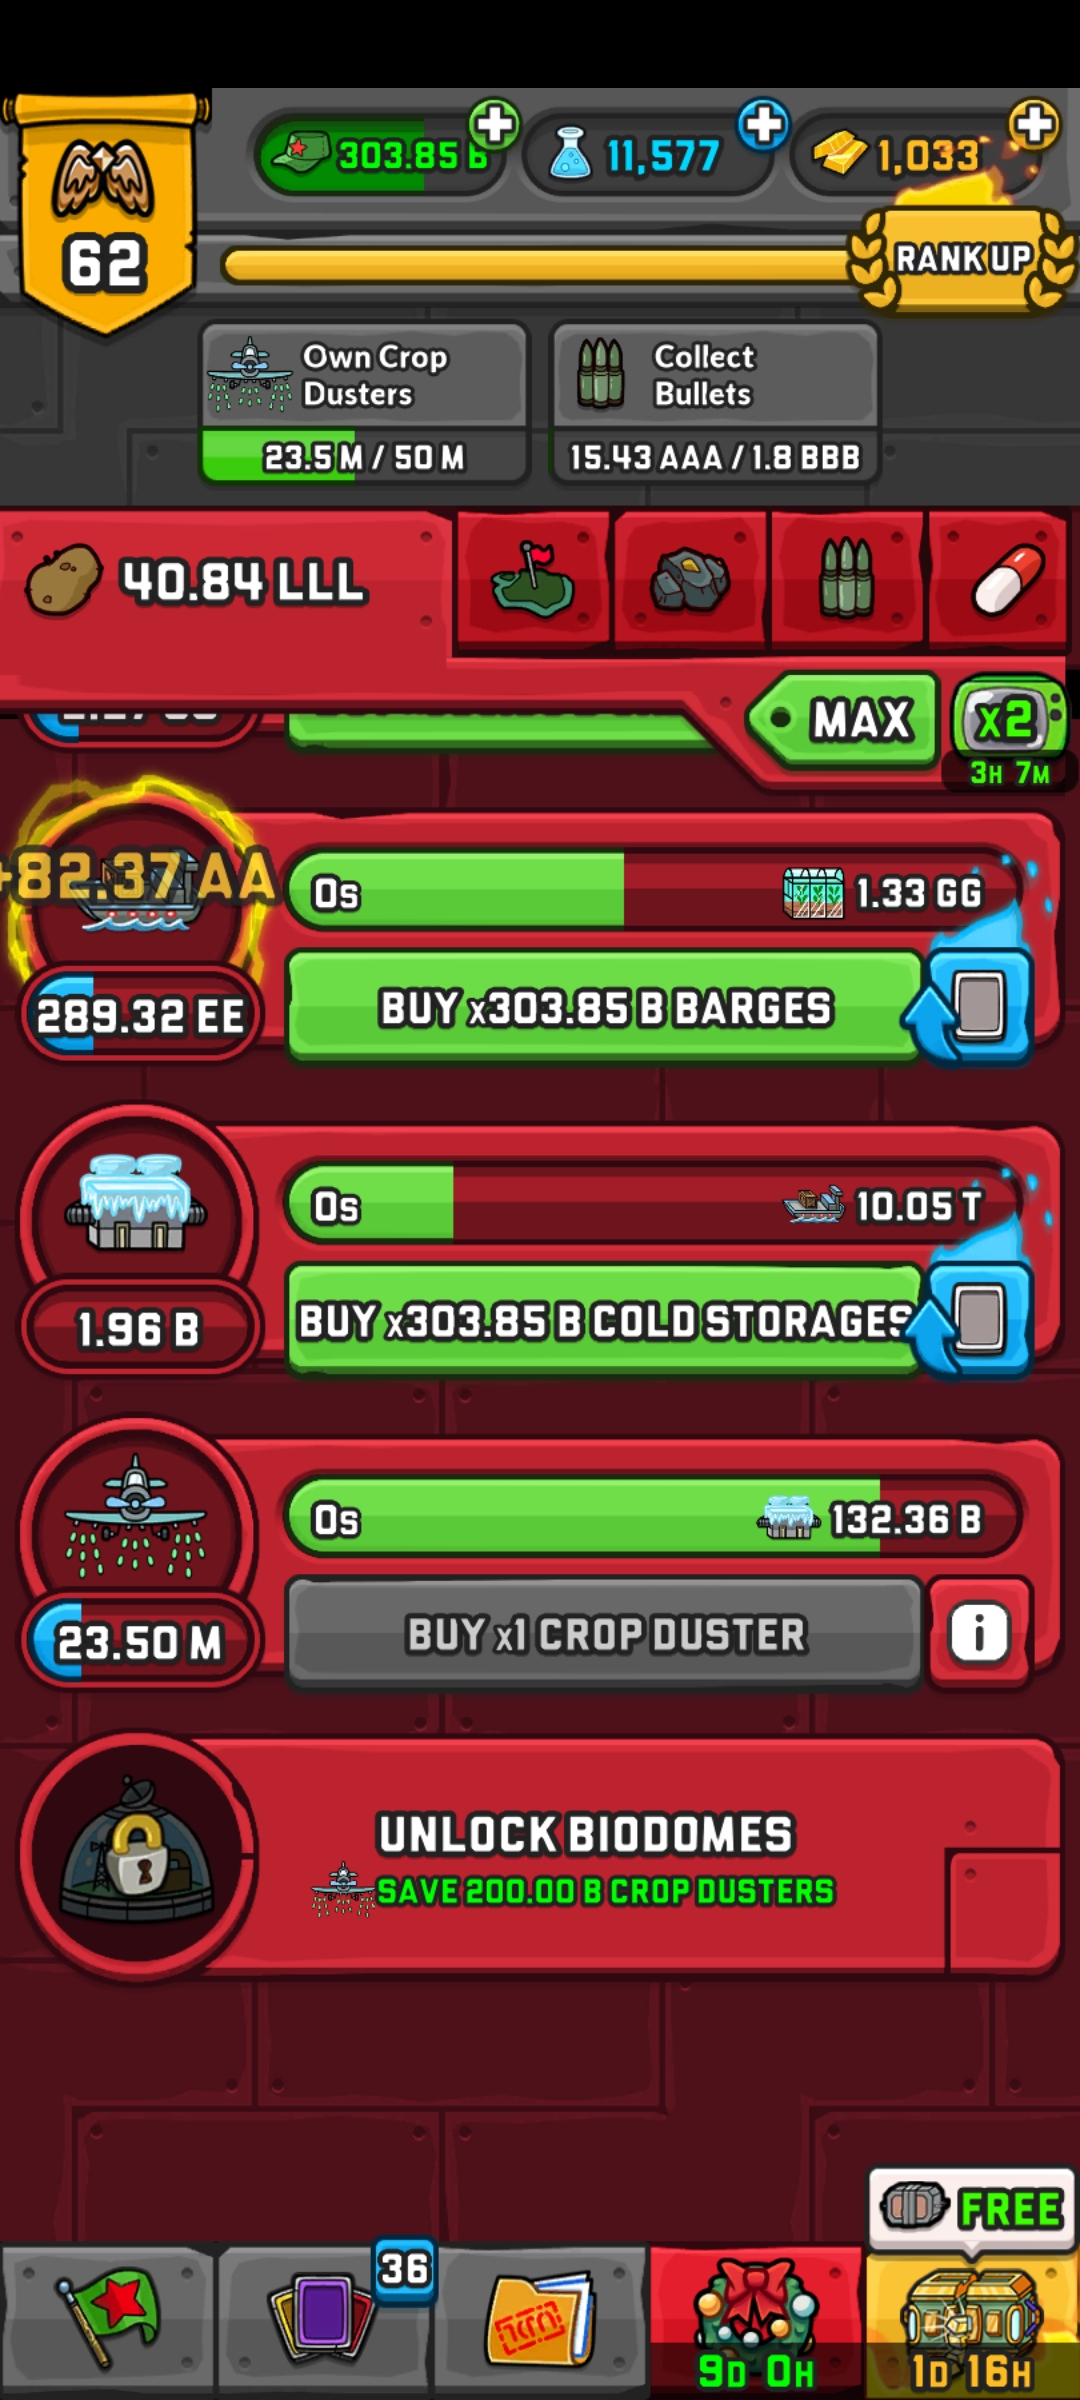 303.85 B
11,577
1,033
62
RANK UP
Own Crop
Dusters
Collect
Bullets
23.5 M / 50 M
15.43 AAA / 1.8 BBB
40.84 LLL
MAX
x2
3H 7M
+82.37 AA
0s
1.33 GG
289.32 EE
BUY x303.85 B BARGES
0s
10.05 T
1.96 B
BUY x303.85 B COLD STORAGES
0s
132.36 B
23.50 M
BUY x1 CROP DUSTER
i
UNLOCK BIODOMES
SAVE 200.00 B CROP DUSTERS
FREE
36
9D 0H
1D 16H